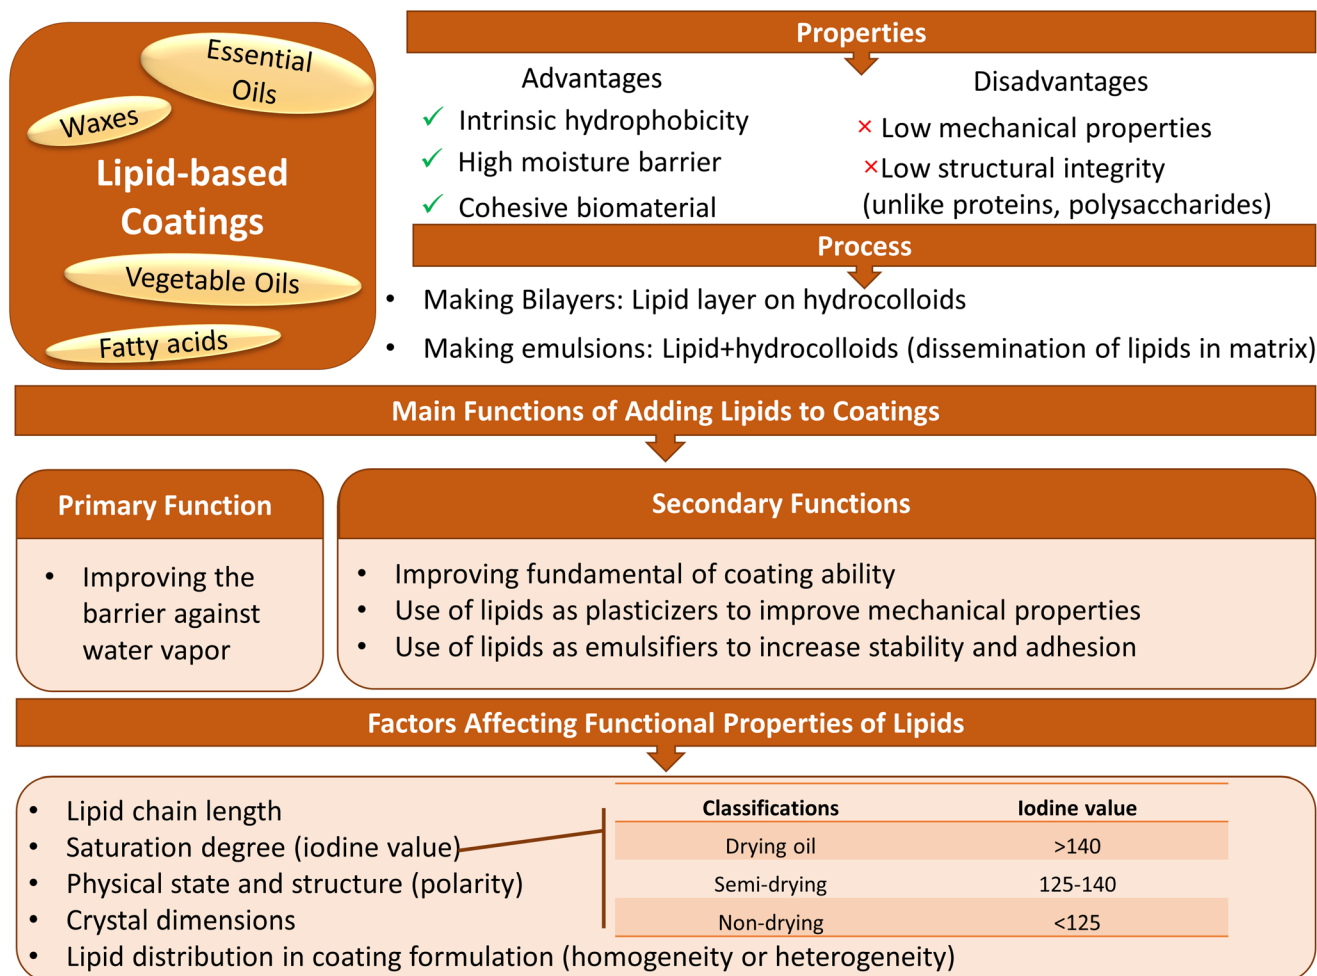 Essential
Oils
Waxes
Lipid-based
Coatings
Vegetable Oils
Fatty acids
Properties
Advantages
✓ Intrinsic hydrophobicity
✓ High moisture barrier
✓ Cohesive biomaterial
Disadvantages
× Low mechanical properties
×Low structural integrity
(unlike proteins, polysaccharides)
Process
• Making Bilayers: Lipid layer on hydrocolloids
• Making emulsions: Lipid+hydrocolloids (dissemination of lipids in matrix)
Main Functions of Adding Lipids to Coatings
Primary Function
• Improving the
barrier against
water vapor
Secondary Functions
• Improving fundamental of coating ability
• Use of lipids as plasticizers to improve mechanical properties
• Use of lipids as emulsifiers to increase stability and adhesion
Factors Affecting Functional Properties of Lipids
• Lipid chain length
• Saturation degree (iodine value)
• Physical state and structure (polarity)
• Crystal dimensions
• Lipid distribution in coating formulation (homogeneity or heterogeneity)
Classifications Iodine value
Drying oil >140
Semi-drying 125-140
Non-drying <125